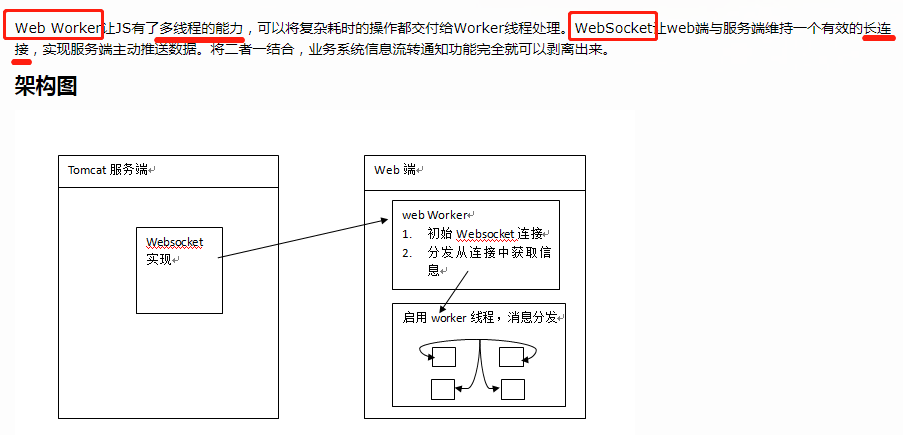 Web Worker让JS有了多线程的能力，可以将复杂耗时的操作都交付给Worker线程处理。WebSocket让web端与服务端维持一个有效的长连
接，实现服务端主动推送数据。将二者一结合，业务系统信息流转通知功能完全就可以剥离出来。
架构图
Tomcat 服务端
Websocket
实现
Web 端
web Worker
1. 初始 Websocket 连接
2. 分发从连接中获取信
息
启用 worker 线程，消息分发